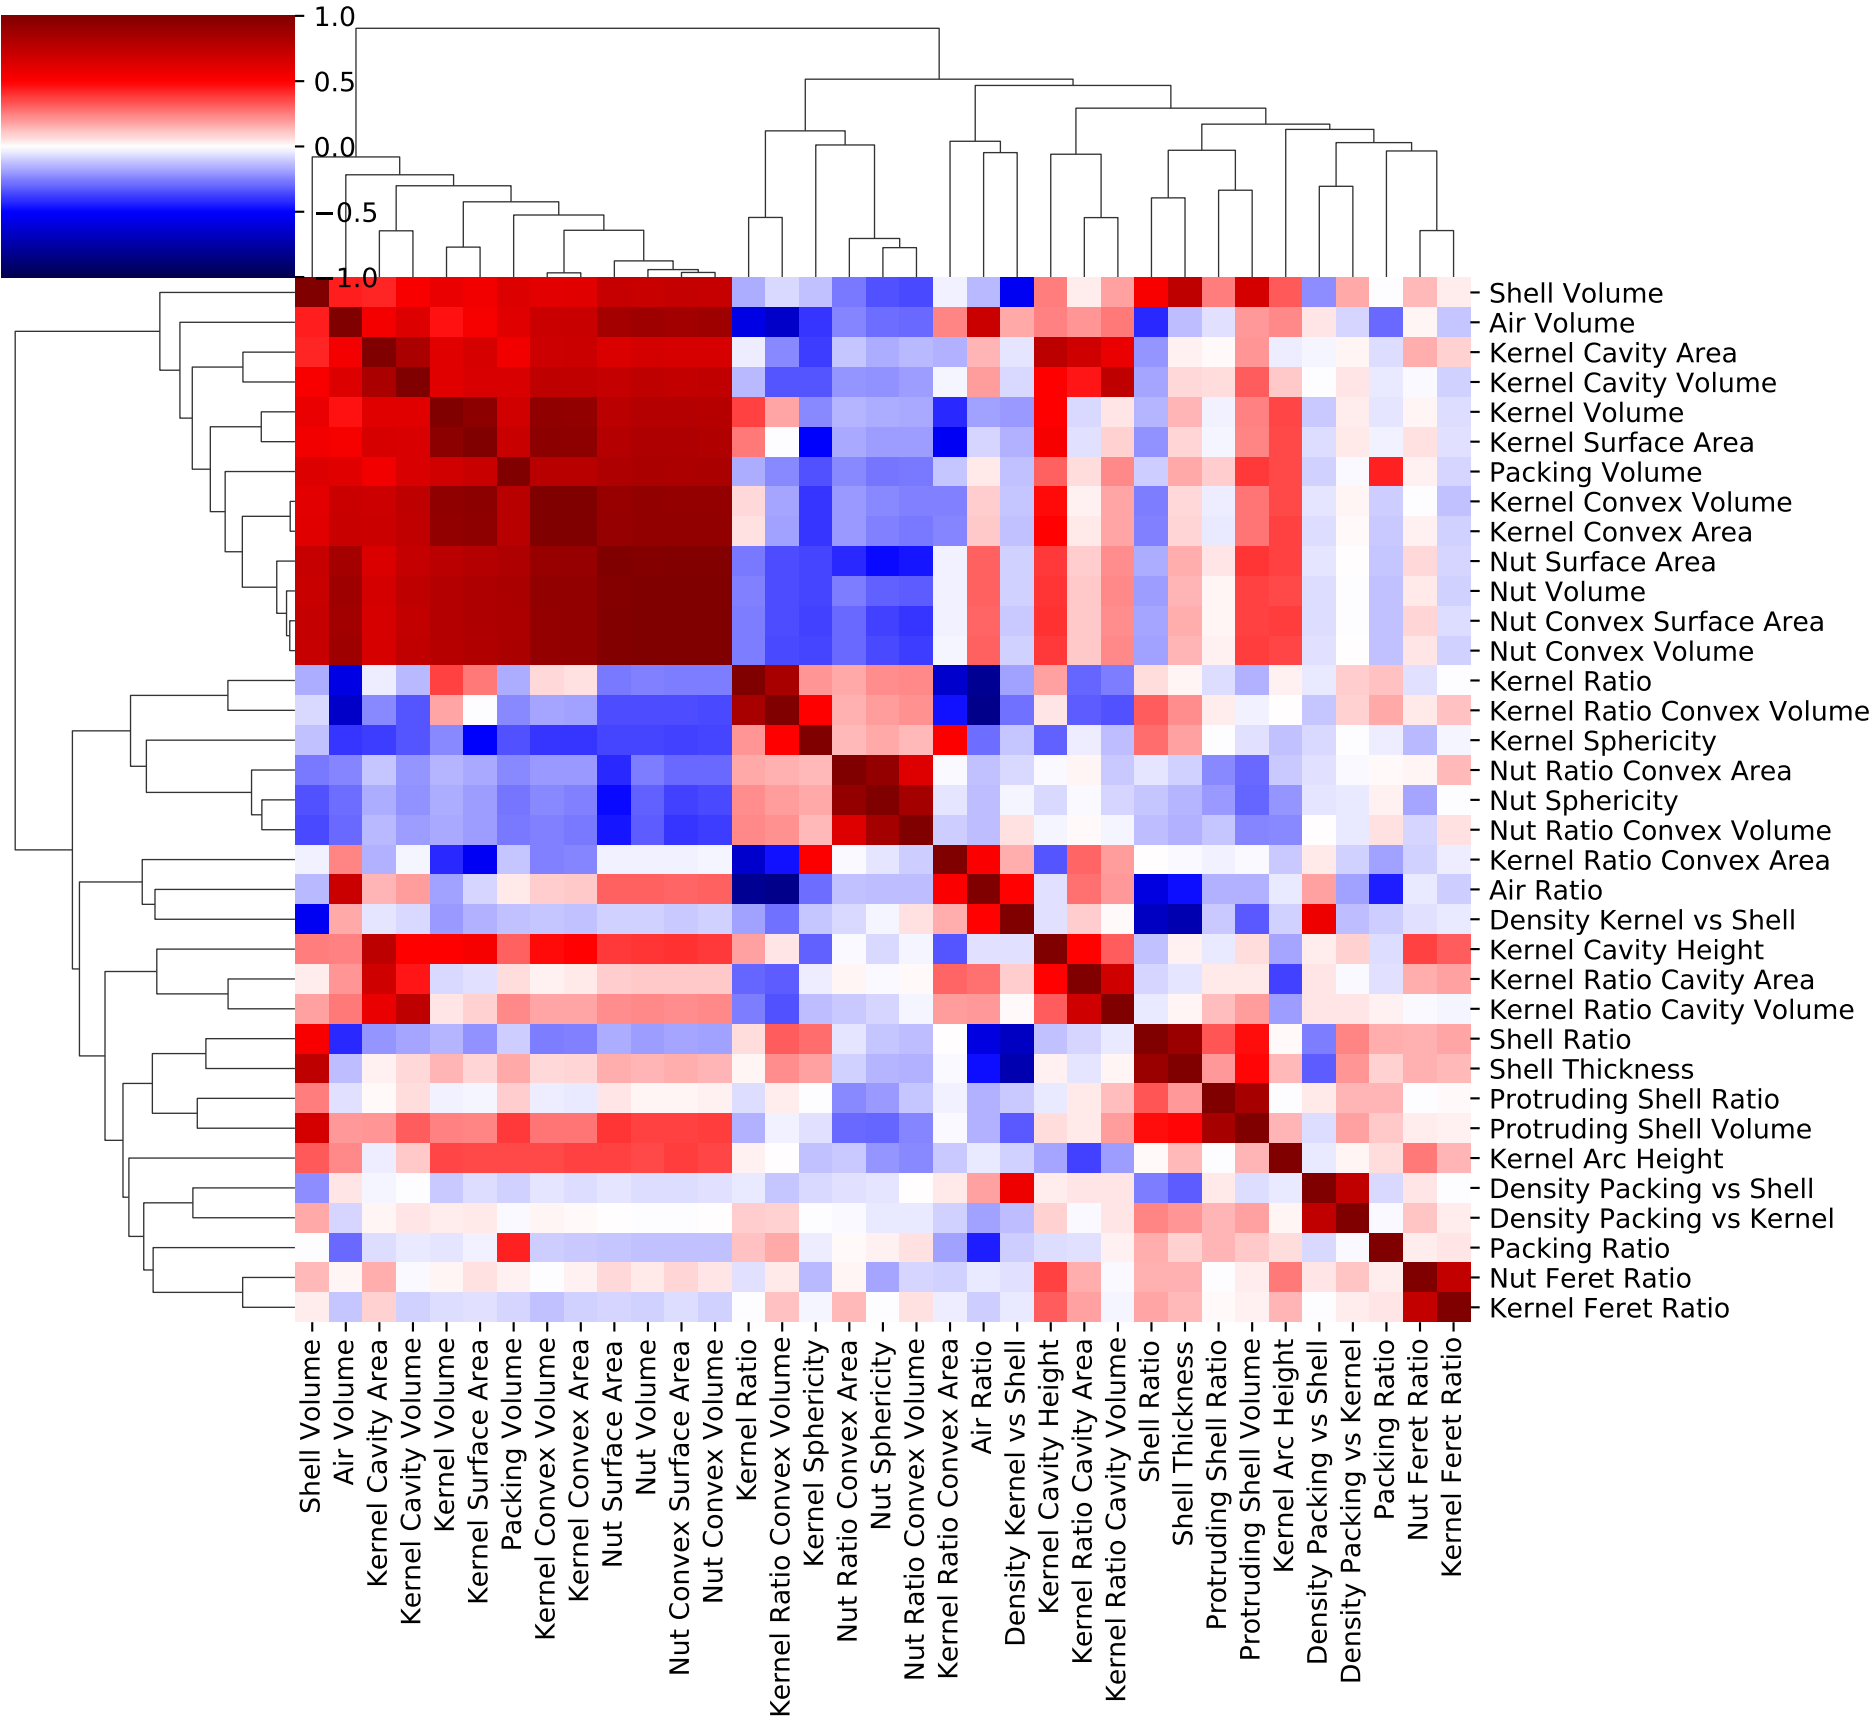 1.0
0.5
0.0
−0.5
−1.0
Shell Volume
Air Volume
Kernel Cavity Area
Kernel Cavity Volume
Kernel Volume
Kernel Surface Area
Packing Volume
Kernel Convex Volume
Kernel Convex Area
Nut Surface Area
Nut Volume
Nut Convex Surface Area
Nut Convex Volume
Kernel Ratio
Kernel Ratio Convex Volume
Kernel Sphericity
Nut Ratio Convex Area
Nut Sphericity
Nut Ratio Convex Volume
Kernel Ratio Convex Area
Air Ratio
Density Kernel vs Shell
Kernel Cavity Height
Kernel Ratio Cavity Area
Kernel Ratio Cavity Volume
Shell Ratio
Shell Thickness
Protruding Shell Ratio
Protruding Shell Volume
Kernel Arc Height
Density Packing vs Shell
Density Packing vs Kernel
Packing Ratio
Nut Feret Ratio
Kernel Feret Ratio
Shell Volume
Air Volume
Kernel Cavity Area
Kernel Cavity Volume
Kernel Volume
Kernel Surface Area
Packing Volume
Kernel Convex Volume
Kernel Convex Area
Nut Surface Area
Nut Volume
Nut Convex Surface Area
Nut Convex Volume
Kernel Ratio
Kernel Ratio Convex Volume
Kernel Sphericity
Nut Ratio Convex Area
Nut Sphericity
Nut Ratio Convex Volume
Kernel Ratio Convex Area
Air Ratio
Density Kernel vs Shell
Kernel Cavity Height
Kernel Ratio Cavity Area
Kernel Ratio Cavity Volume
Shell Ratio
Shell Thickness
Protruding Shell Ratio
Protruding Shell Volume
Kernel Arc Height
Density Packing vs Shell
Density Packing vs Kernel
Packing Ratio
Nut Feret Ratio
Kernel Feret Ratio